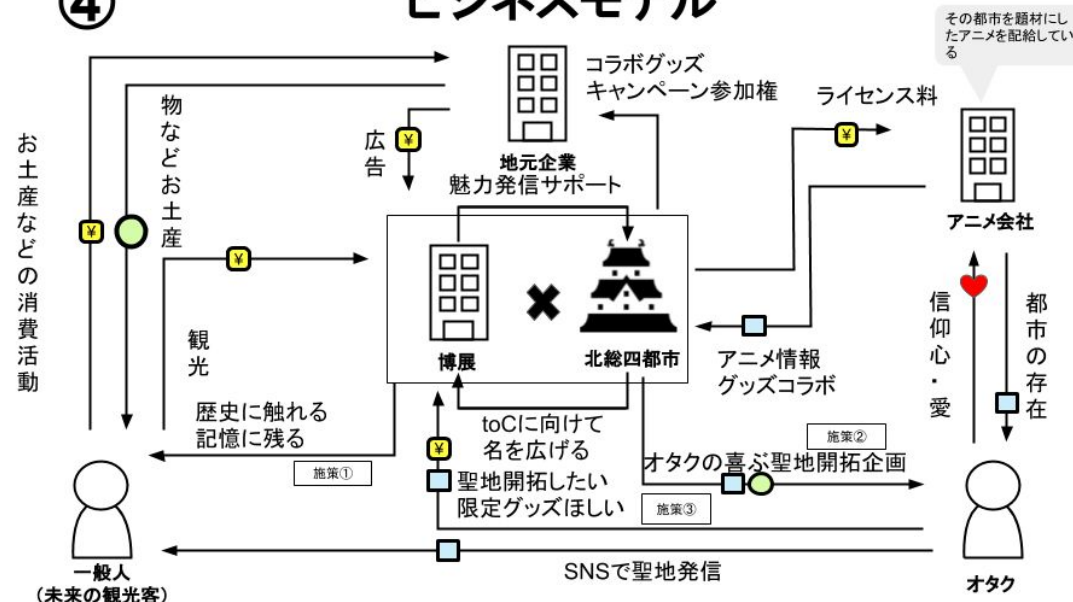 ④ ビジネスモデル
その都市を題材にし
たアニメを配給してい
る
コラボグッズ
キャンペーン参加権
ライセンス料
¥
物などお土産
広告
¥
地元企業
魅力発信サポート
アニメ会社
お土産などの消費活動
¥
¥
観光
博展
北総四都市
アニメ情報
グッズコラボ
信仰心・愛
都市の存在
歴史に触れる
記憶に残る
施策①
toCに向けて
名を広げる
¥
聖地開拓したい
限定グッズほしい
施策②
オタクの喜ぶ聖地開拓企画
施策③
SNSで聖地発信
一般人
(未来の観光客)
オタク